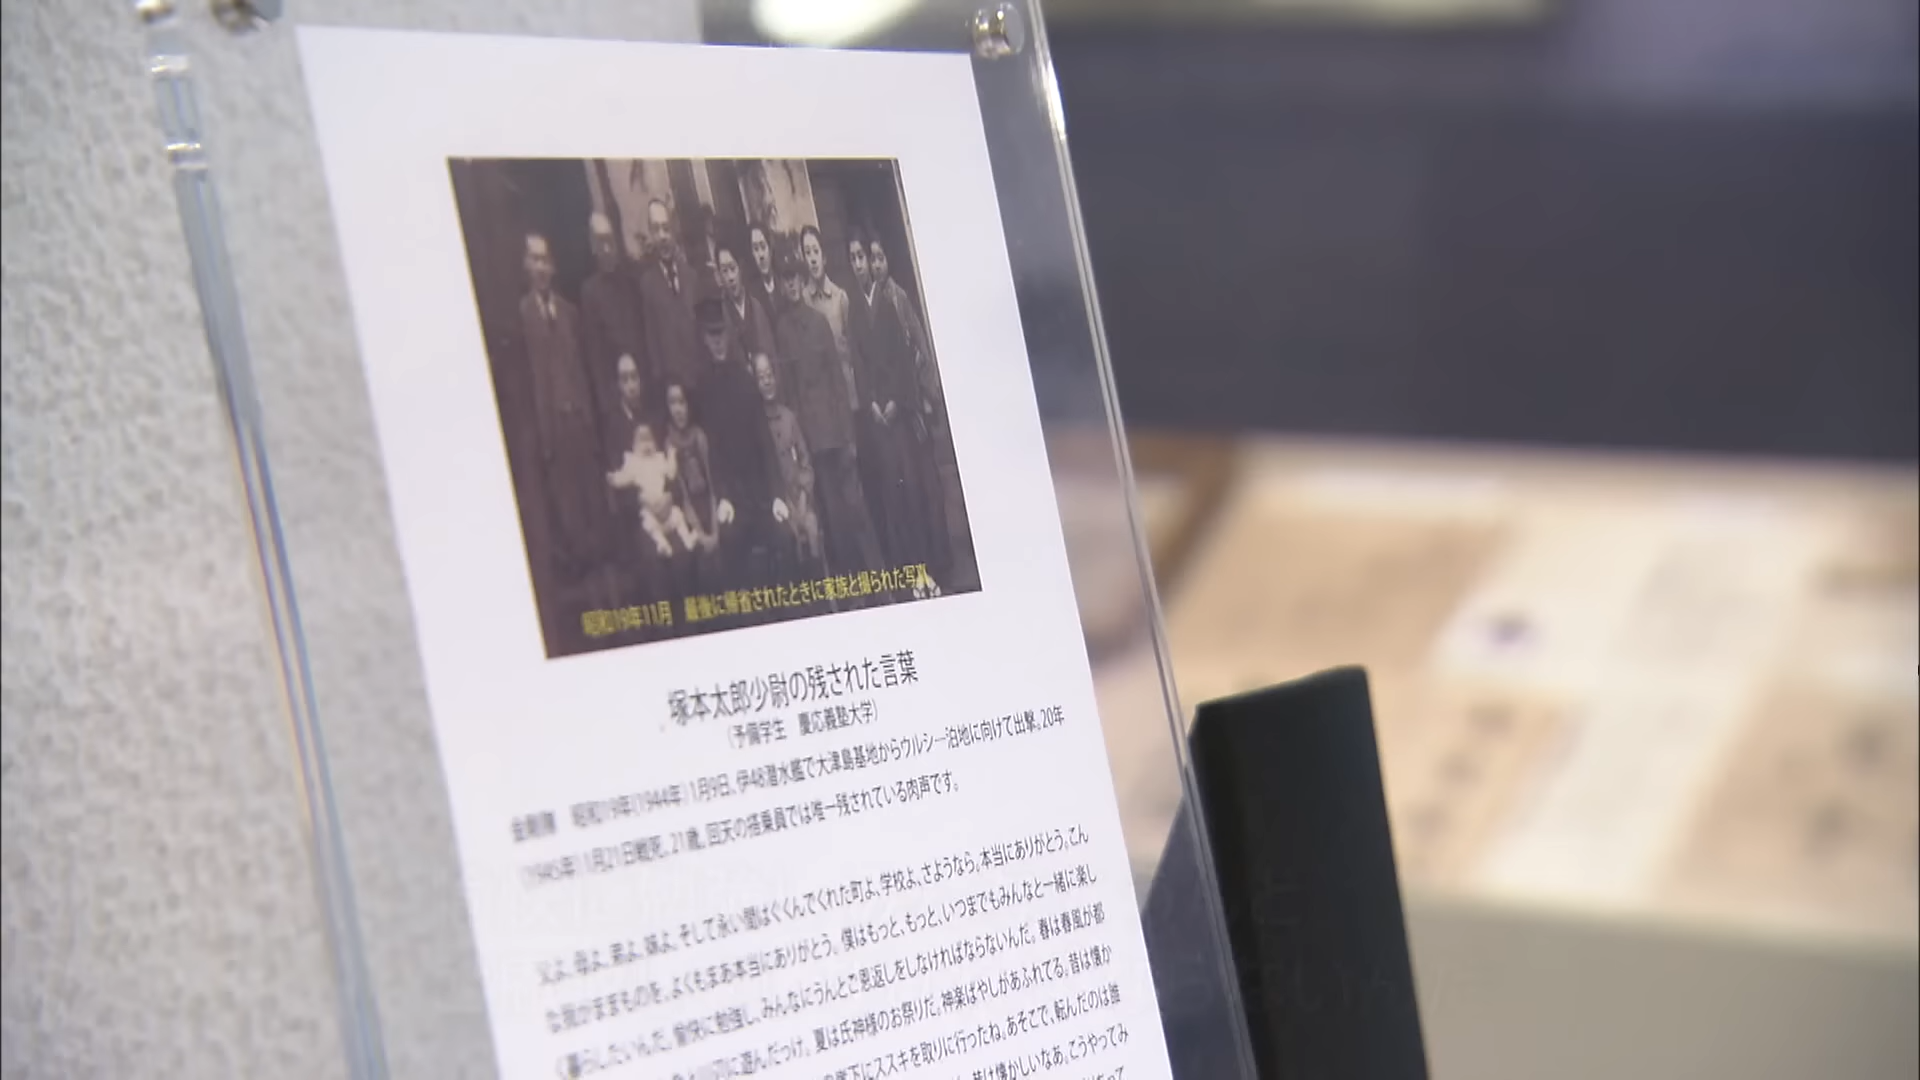 昭和19年11月 最後に帰省されたときに家族と撮られた写真
塚本太郎少尉の残された言葉
(予備学生 慶応義塾大学)
金剛隊 昭和19年(1944年)1月9日、伊48潜水艦で大津島基地からウルシー泊地に向けて出撃。20年
(1945年)1月21日戦死。21歳。回天の搭乗員では唯一残されている肉声です。
父よ、母よ、弟よ、妹よ。そして永い間はぐくんでくれた町よ、学校よ、さようなら。本当にありがとう。こん
な我がままものを、よくもまあ本当にありがとう。僕はもっと、もっと、いつまでもみんなと一緒に楽し
く暮らしたいんだ。愉快に勉強し、みんなにうんとご恩返しをしなければならないんだ。春は春風が都
に遊んだっけ。夏は氏神様のお祭りだ。神楽ばやしがあふれてる。昔は懐か
下にススキを取りに行ったね。あそこで、転んだのは誰
昔は懐かしいなあ。こうやってみ